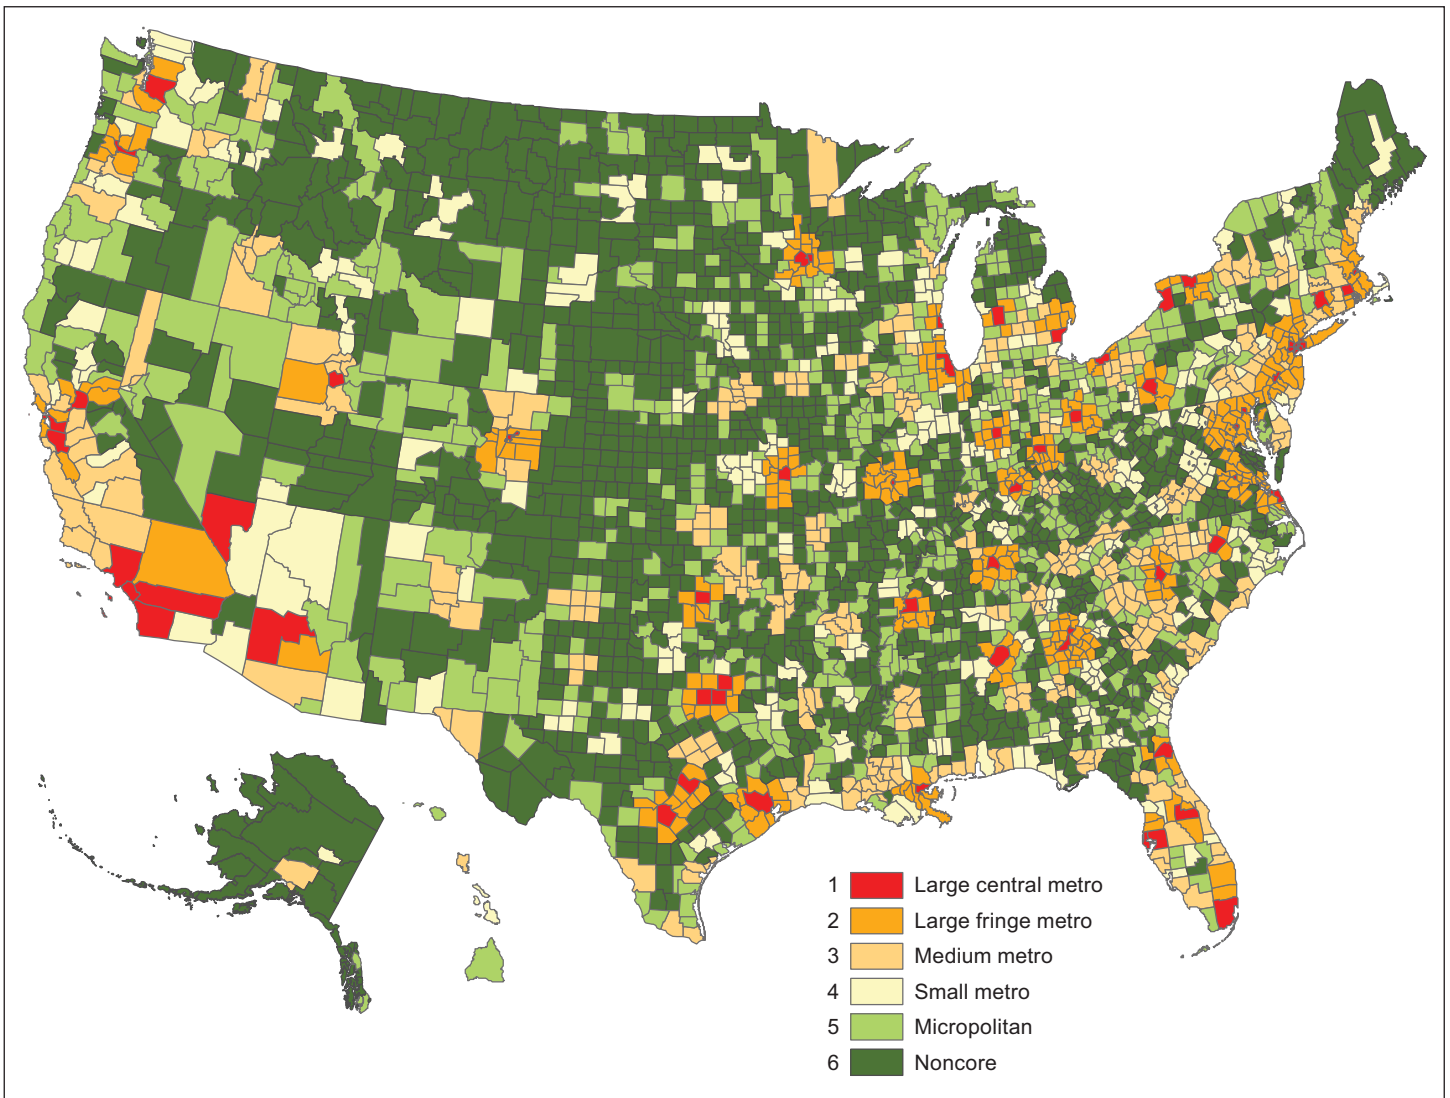 1 Large central metro
2 Large fringe metro
3 Medium metro
4 Small metro
5 Micropolitan
6 Noncore